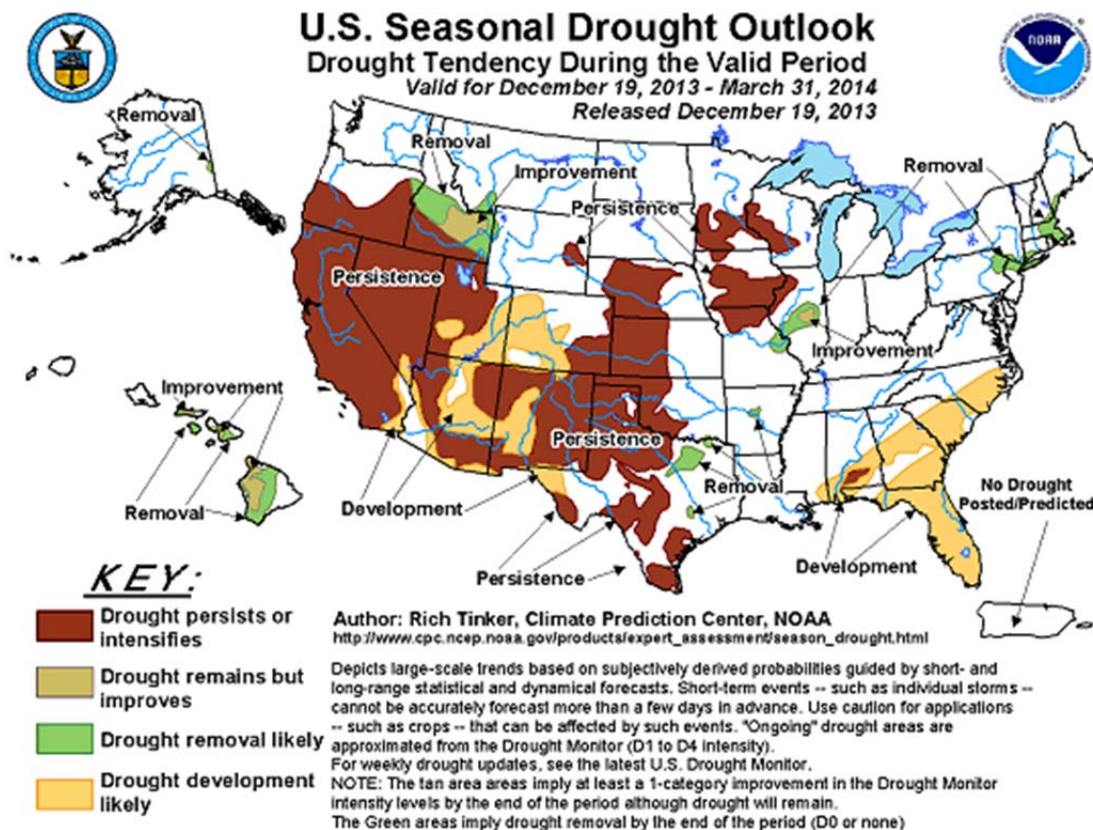 U.S. Seasonal Drought Outlook
Drought Tendency During the Valid Period
Valid for December 19, 2013 - March 31, 2014
Released December 19, 2013
NOAA
Removal
Removal
Improvement
Removal
Persistence
Persistence
Improvement
Improvement
Persistence
Removal
Removal
Development
No Drought
Posted/Predicted
Development
Persistence
KEY:
Drought persists or
intensifies
Drought remains but
improves
Drought removal likely
Drought development
likely
Author: Rich Tinker, Climate Prediction Center, NOAA
http://www.cpc.ncep.noaa.gov/products/expert_assessment/season_drought.html
Depicts large-scale trends based on subjectively derived probabilities guided by short- and
long-range statistical and dynamical forecasts. Short-term events -- such as individual storms --
cannot be accurately forecast more than a few days in advance. Use caution for applications
-- such as crops -- that can be affected by such events. "Ongoing" drought areas are
approximated from the Drought Monitor (D1 to D4 intensity).
For weekly drought updates, see the latest U.S. Drought Monitor.
NOTE: The tan area areas imply at least a 1-category improvement in the Drought Monitor
intensity levels by the end of the period although drought will remain.
The Green areas imply drought removal by the end of the period (D0 or none)